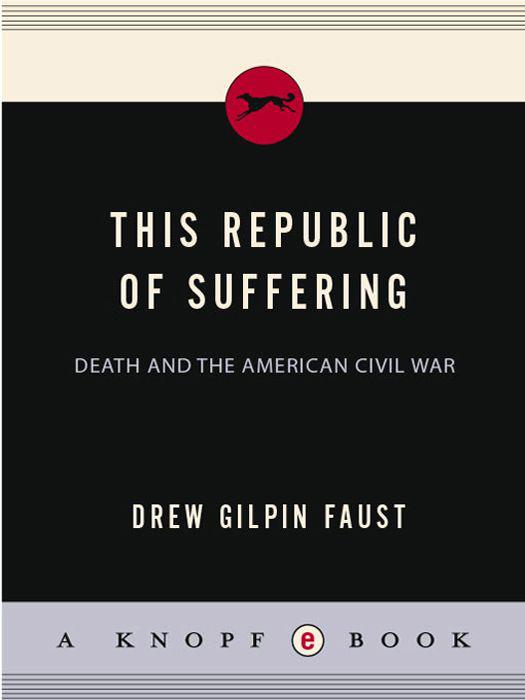 THIS REPUBLIC
OF SUFFERING
DEATH AND THE AMERICAN CIVIL WAR
DREW GILPIN FAUST
A KNOPF e BOOK